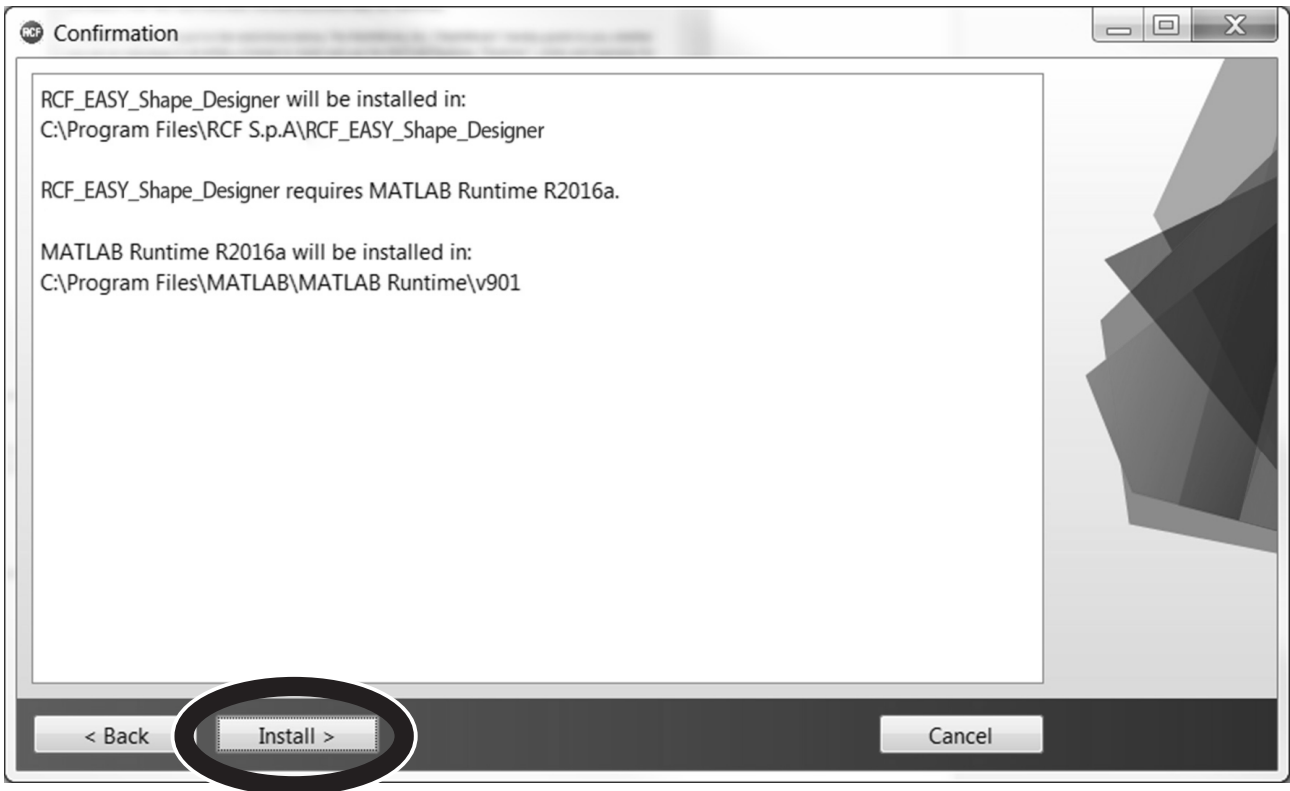 RCF Confirmation
RCF_EASY_Shape_Designer will be installed in:
C:\Program Files\RCF S.p.A\RCF_EASY_Shape_Designer
RCF_EASY_Shape_Designer requires MATLAB Runtime R2016a.
MATLAB Runtime R2016a will be installed in:
C:\Program Files\MATLAB\MATLAB Runtime\v901
< Back Install > Cancel